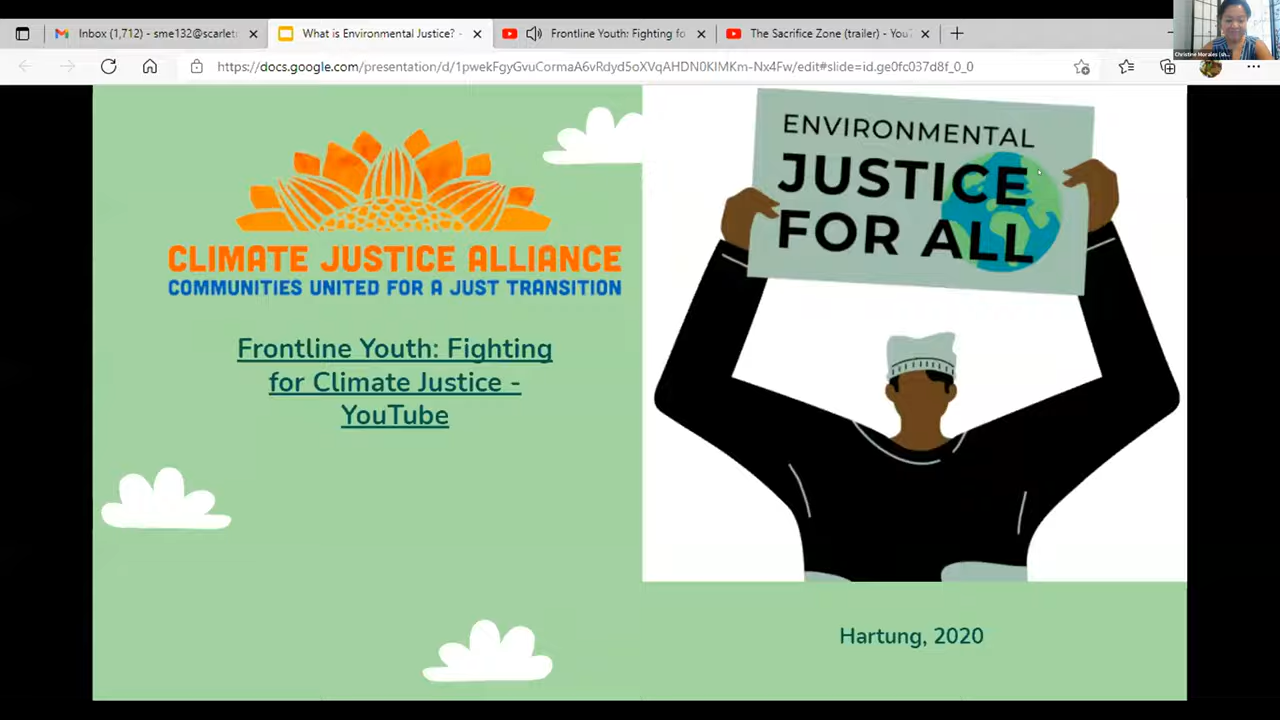 Inbox (1,712) - sme132@scarlet
What is Environmental Justice? -
Frontline Youth: Fighting fo
The Sacrifice Zone (trailer) - You
https://docs.google.com/presentation/d/
/edit#slide=id.ge0fc037d8f_0_0
Christine Morales
CLIMATE JUSTICE ALLIANCE
COMMUNITIES UNITED FOR A JUST TRANSITION
Frontline Youth: Fighting
for Climate Justice -
YouTube
ENVIRONMENTAL
JUSTICE
FOR ALL
Hartung, 2020